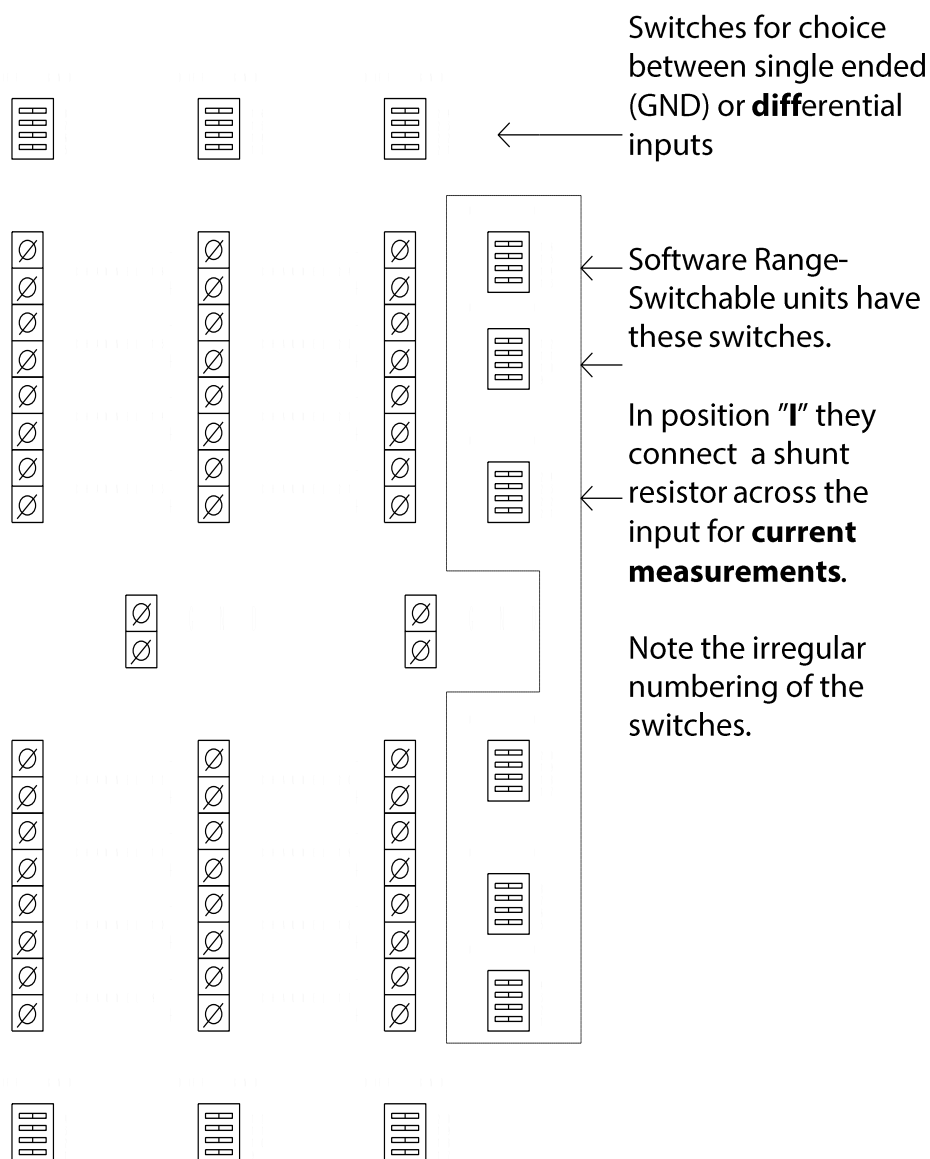 Switches for choice
between single ended
(GND) or differential
inputs
Software Range-
Switchable units have
these switches.
In position ”I” they
connect a shunt
resistor across the
input for current
measurements.
Note the irregular
numbering of the
switches.